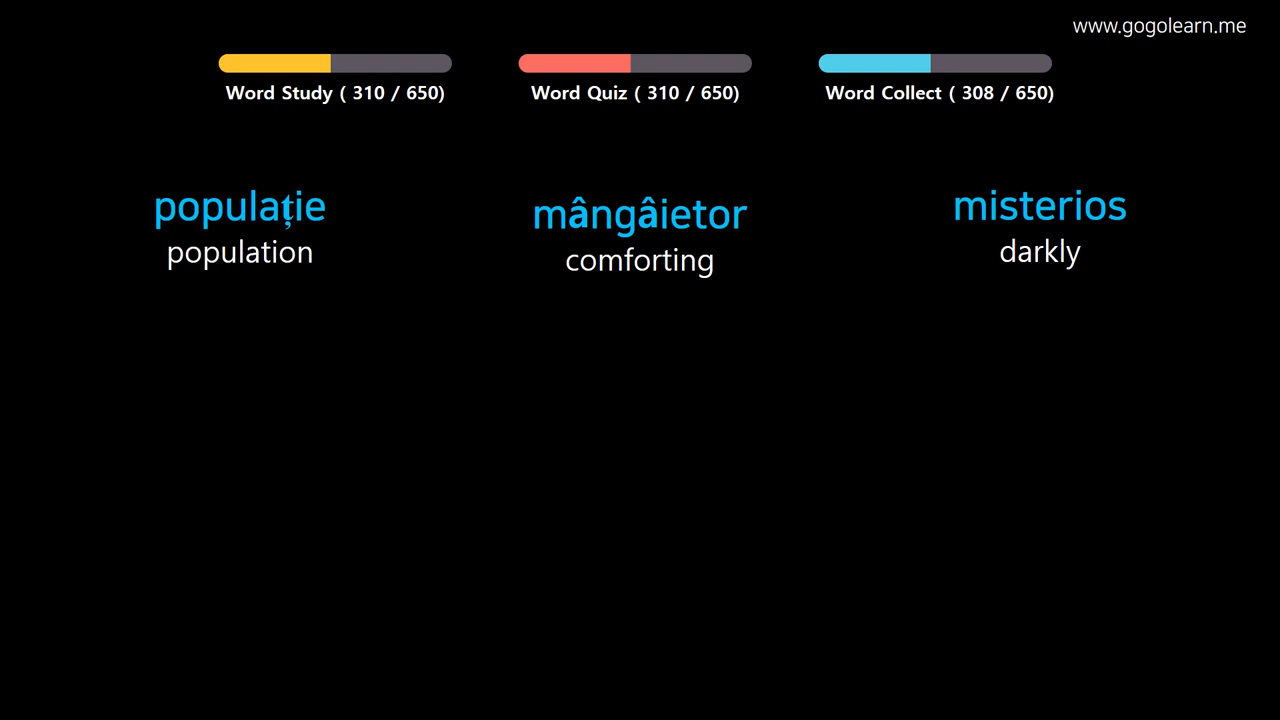 www.gogolearn.me
Word Study ( 310 / 650)
Word Quiz ( 310 / 650)
Word Collect ( 308 / 650)
populație
population
mângâietor
comforting
misterios
darkly